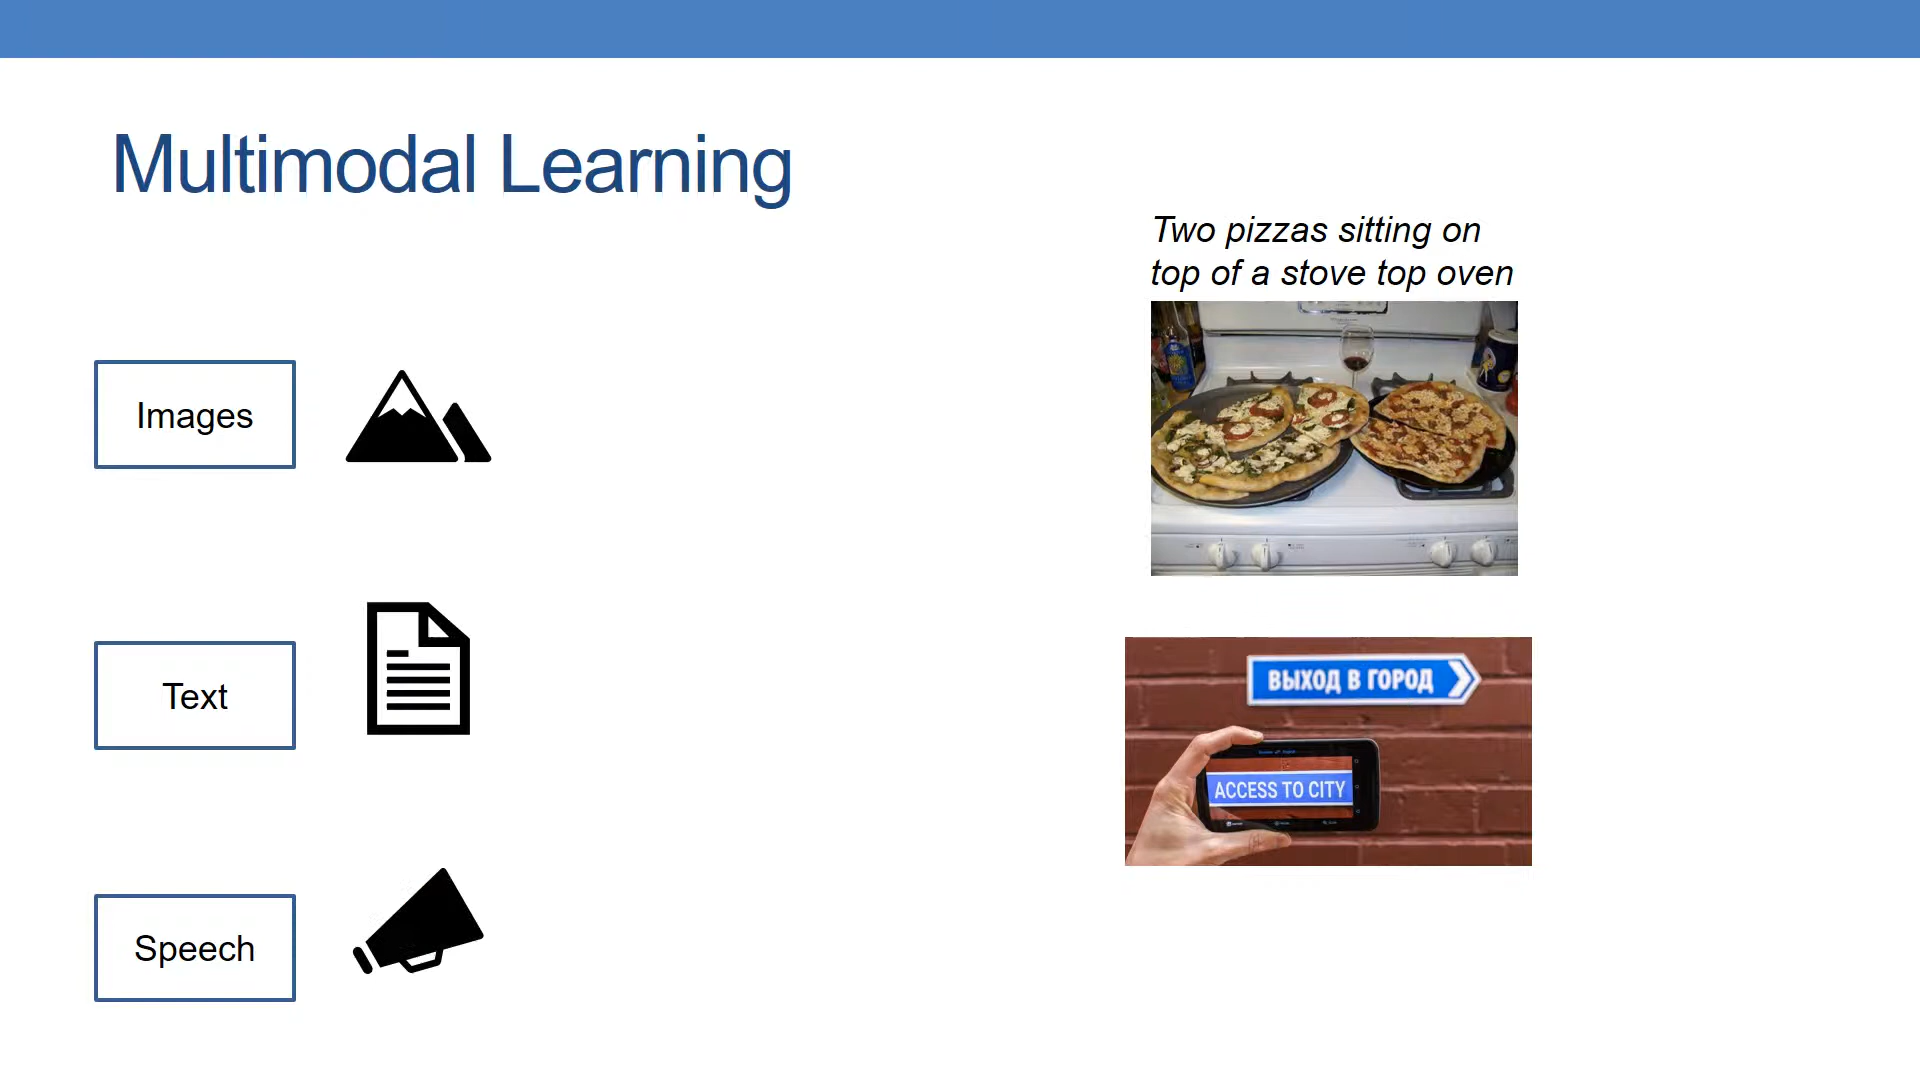 Multimodal Learning
Two pizzas sitting on
top of a stove top oven
Images
Text
ВЫХОД В ГОРОД
ACCESS TO CITY
Speech